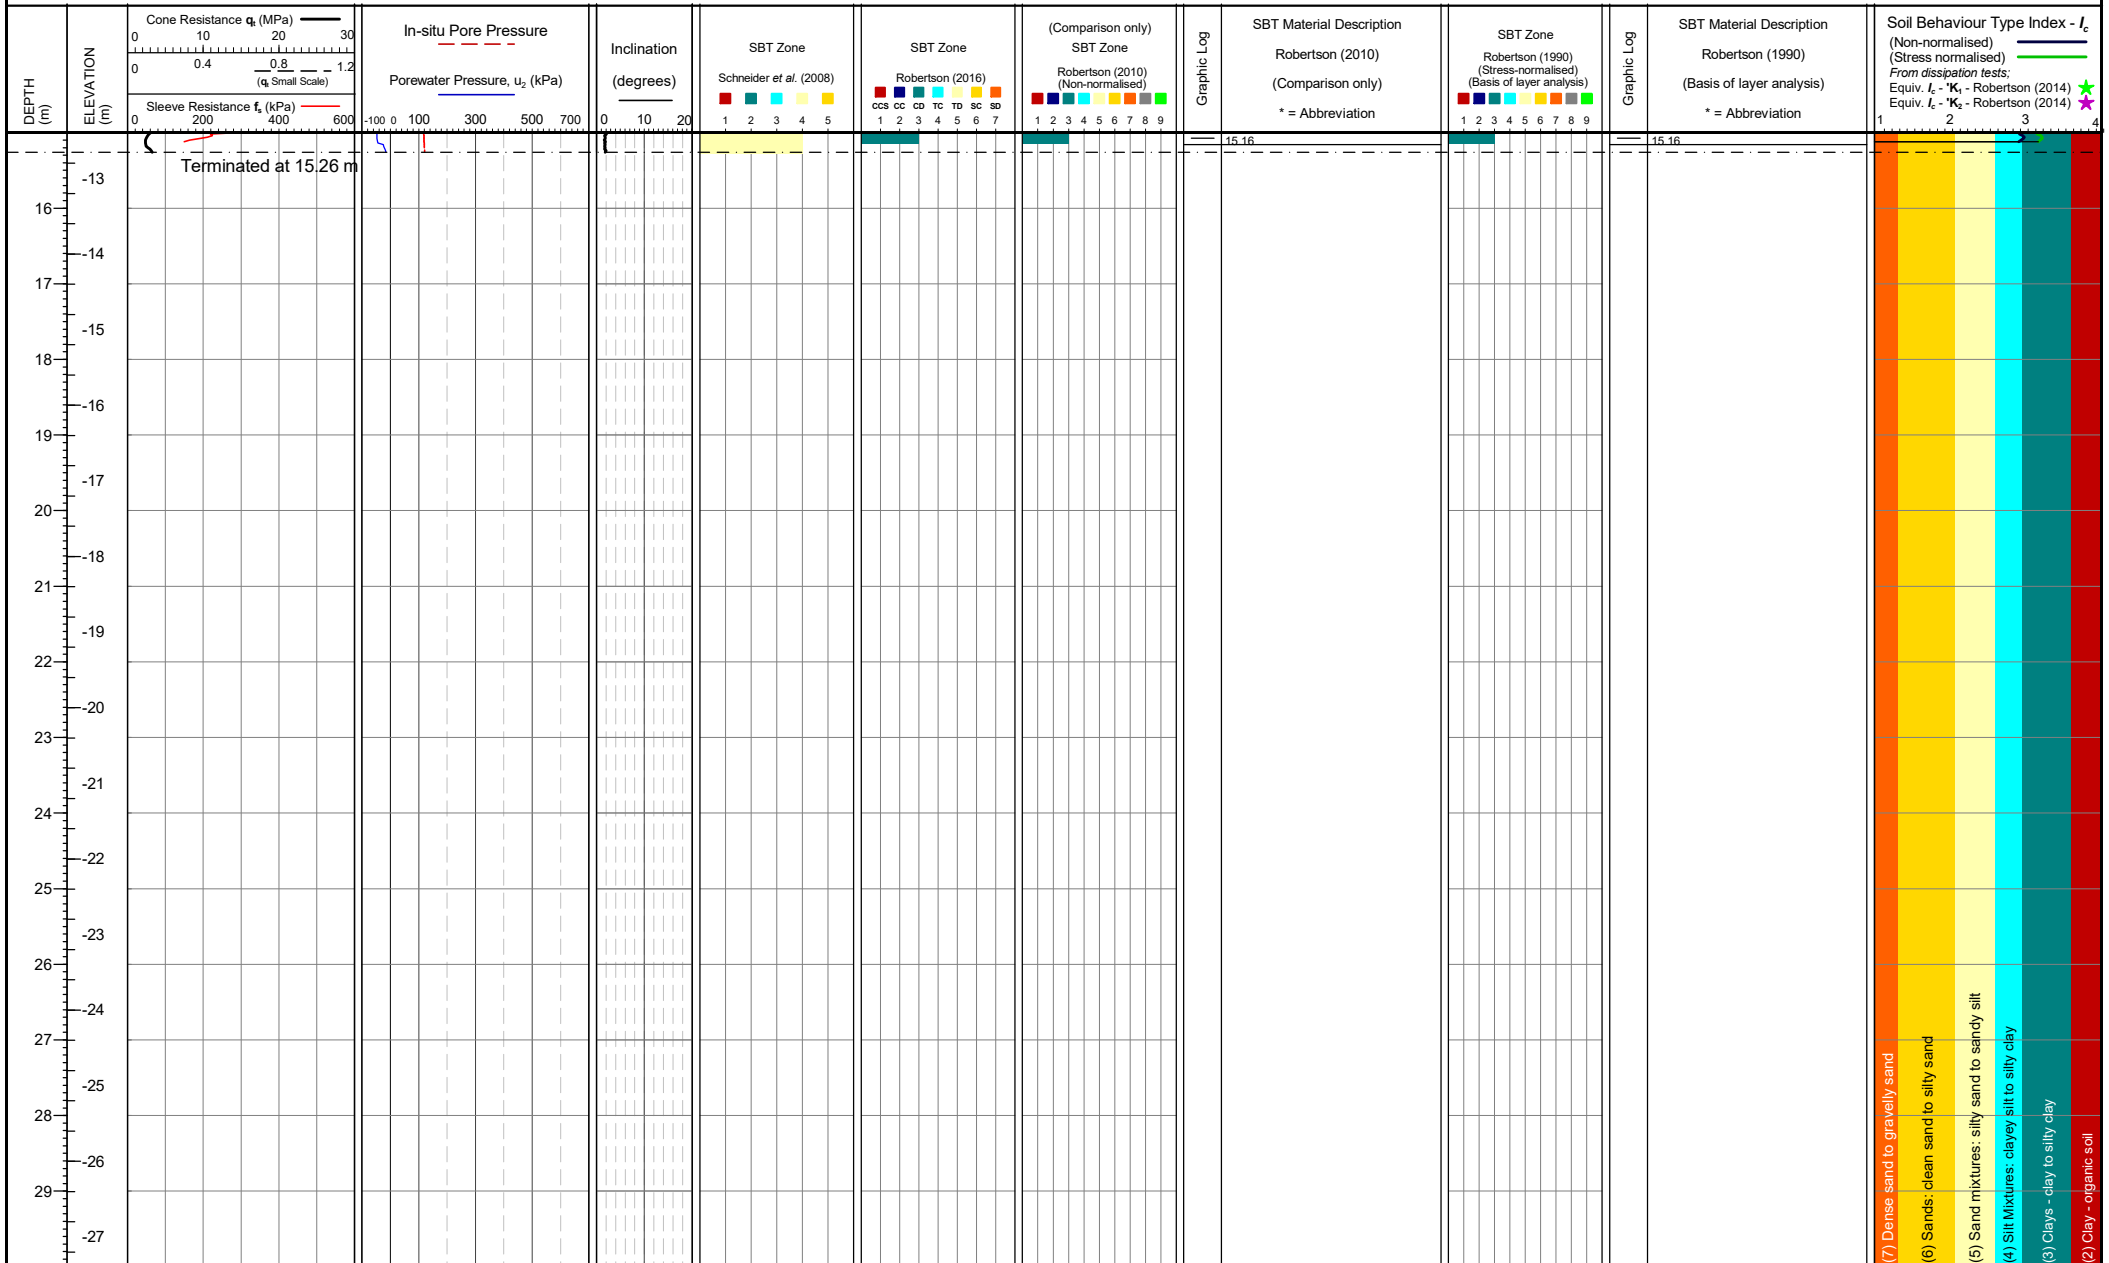 DEPTH
(m)
ELEVATION
(m)
Cone Resistance qt (MPa)
0 10 20 30
0 0.4 0.8 1.2
(qt Small Scale)
Sleeve Resistance fs (kPa)
0 200 400 600
In-situ Pore Pressure
Porewater Pressure, u2 (kPa)
-100 0 100 300 500 700
Inclination
(degrees)
0 10 20
SBT Zone
Schneider et al. (2008)
1 2 3 4 5
SBT Zone
Robertson (2016)
CCS CC CD TC TD SC SD
1 2 3 4 5 6 7
(Comparison only)
SBT Zone
Robertson (2010)
(Non-normalised)
1 2 3 4 5 6 7 8 9
Graphic Log
SBT Material Description
Robertson (2010)
(Comparison only)
* = Abbreviation
SBT Zone
Robertson (1990)
(Stress-normalised)
(Basis of layer analysis)
1 2 3 4 5 6 7 8 9
Graphic Log
SBT Material Description
Robertson (1990)
(Basis of layer analysis)
* = Abbreviation
Soil Behaviour Type Index - Ic
(Non-normalised)
(Stress normalised)
From dissipation tests;
Equiv. Ic - 'K1 - Robertson (2014)
Equiv. Ic - 'K2 - Robertson (2014)
1 2 3 4
15.16
15.16
Terminated at 15.26 m
-13
16
-14
17
-15
18
-16
19
-17
20
-18
21
-19
22
-20
23
-21
24
-22
25
-23
26
-24
27
-25
28
-26
29
-27
(7) Dense sand to gravelly sand
(6) Sands: clean sand to silty sand
(5) Sand mixtures: silty sand to sandy silt
(4) Silt Mixtures: clayey silt to silty clay
(3) Clays - clay to silty clay
(2) Clay - organic soil